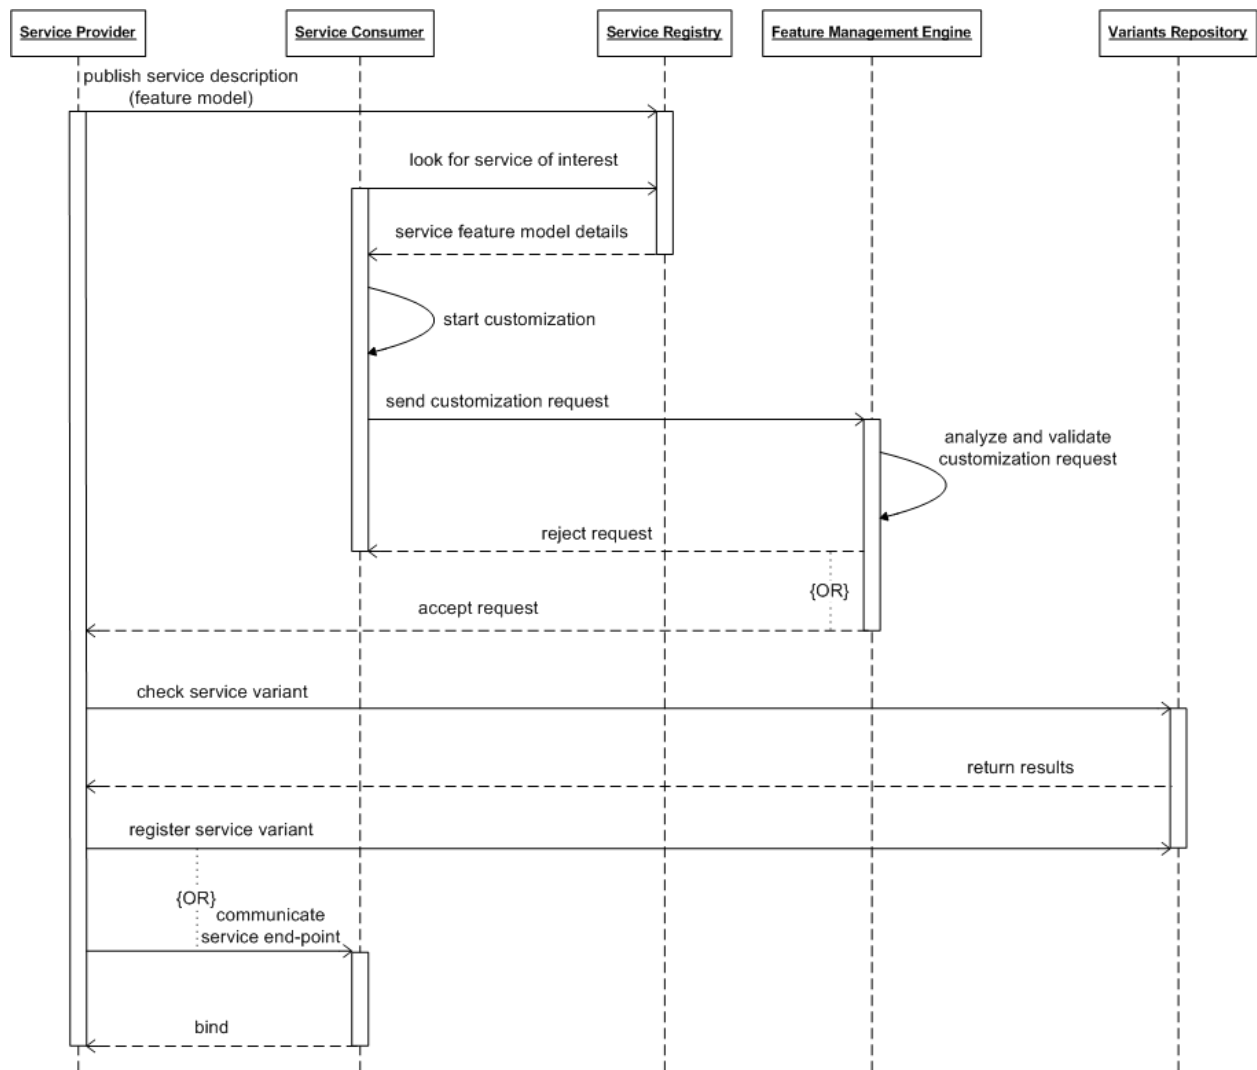 Service Provider
Service Consumer
Service Registry
Feature Management Engine
Variants Repository
publish service description
(feature model)
look for service of interest
service feature model details
start customization
send customization request
analyze and validate
customization request
reject request
{OR}
accept request
check service variant
return results
register service variant
{OR}
communicate
service end-point
bind